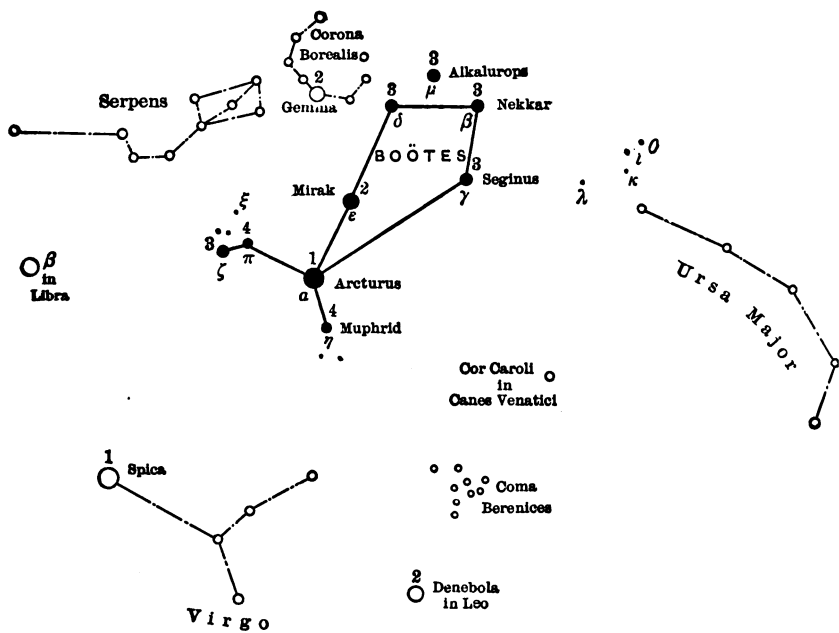 Corona
Borealis
2
Gemma
Serpens
3
Alkalurops
μ
3
δ
3
Nekkar
β
BOÖTES
3
Seginus
γ
Mirak
2
ε
ξ
4
π
3
ζ
1
Arcturus
α
4
Muphrid
η
λ
ι
Ο
κ
Ursa Major
β
in
Libra
Cor Caroli
in
Canes Venatici
1
Spica
Coma
Berenices
2
Denebola
in Leo
Virgo